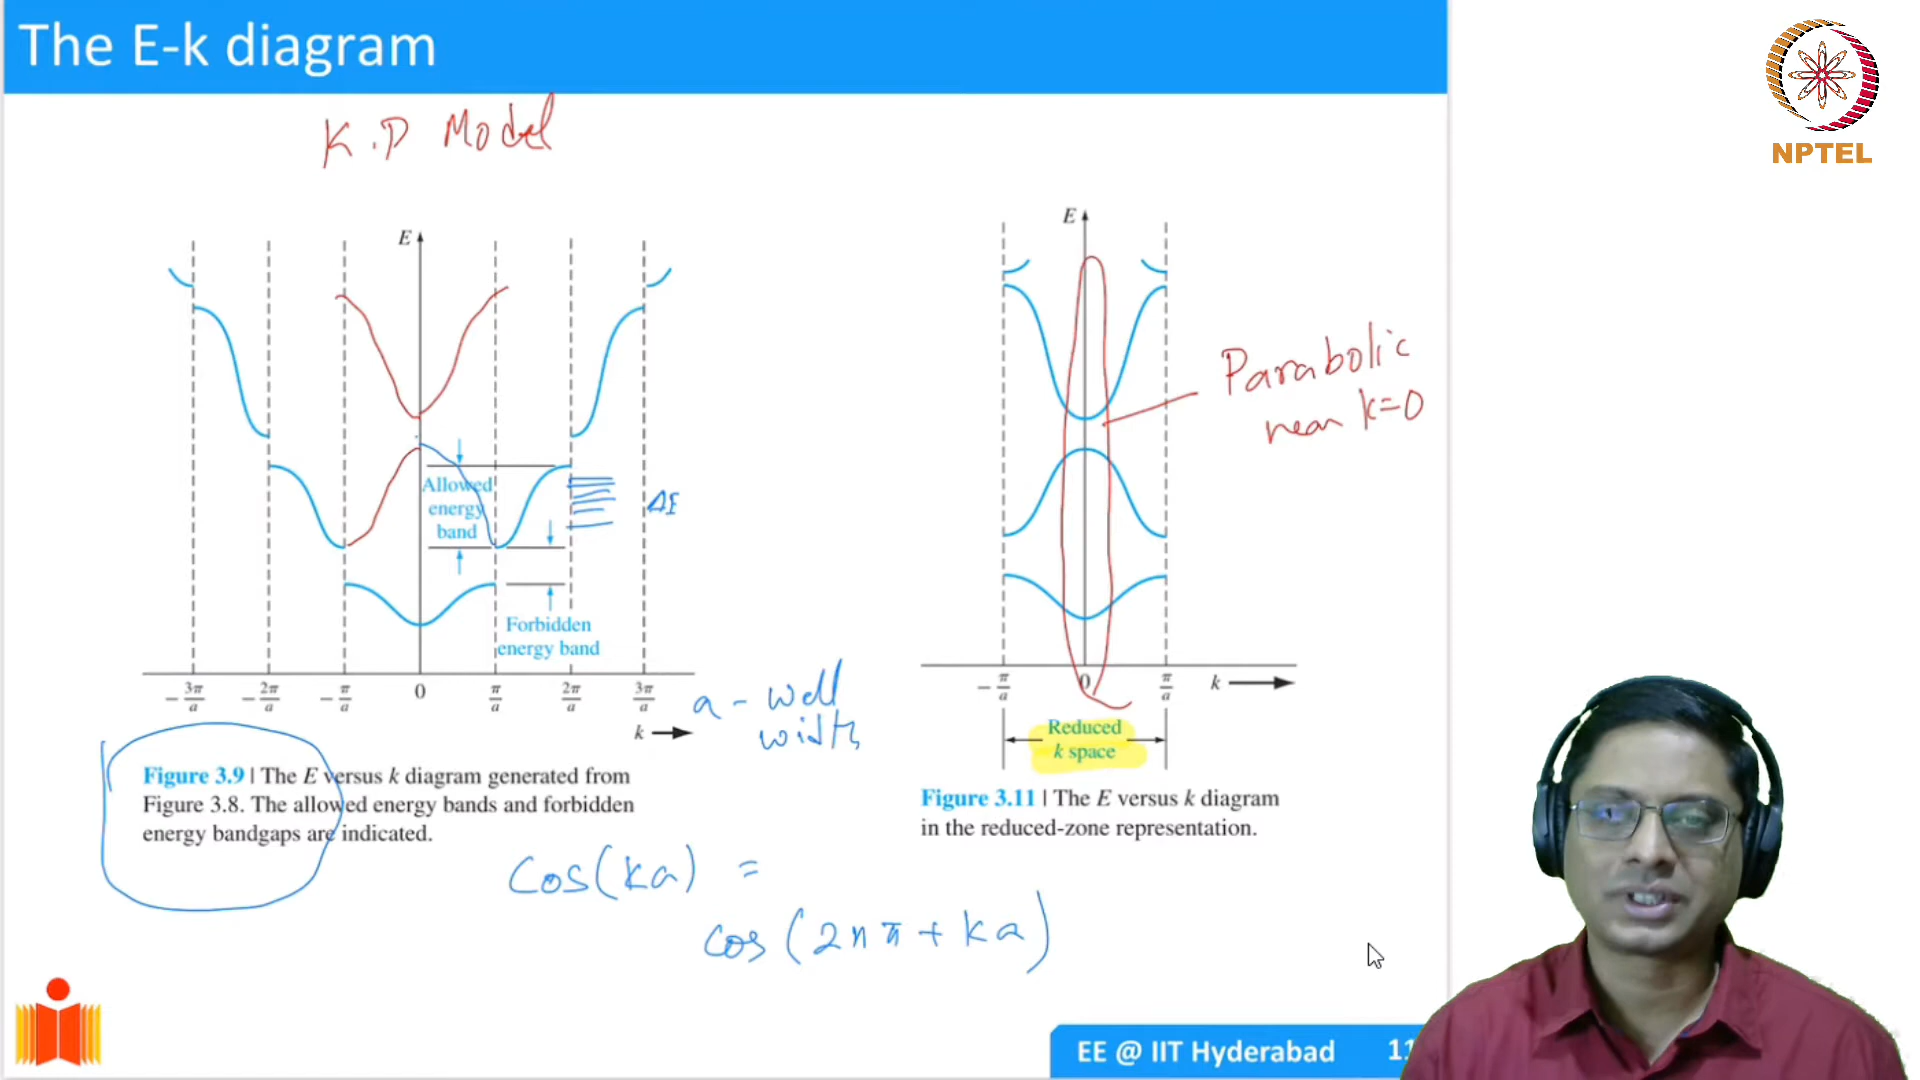 The E-k diagram
NPTEL
K.P Model
E
Allowed
energy
band
ΔE
Forbidden
energy band
-3π/a -2π/a -π/a 0 π/a 2π/a 3π/a
k
a - well
width
Figure 3.9 | The E versus k diagram generated from
Figure 3.8. The allowed energy bands and forbidden
energy bandgaps are indicated.
E
Parabolic
near k=0
-π/a 0 π/a k
Reduced
k space
Figure 3.11 | The E versus k diagram
in the reduced-zone representation.
Cos(ka) =
cos(2nπ + ka)
EE @ IIT Hyderabad